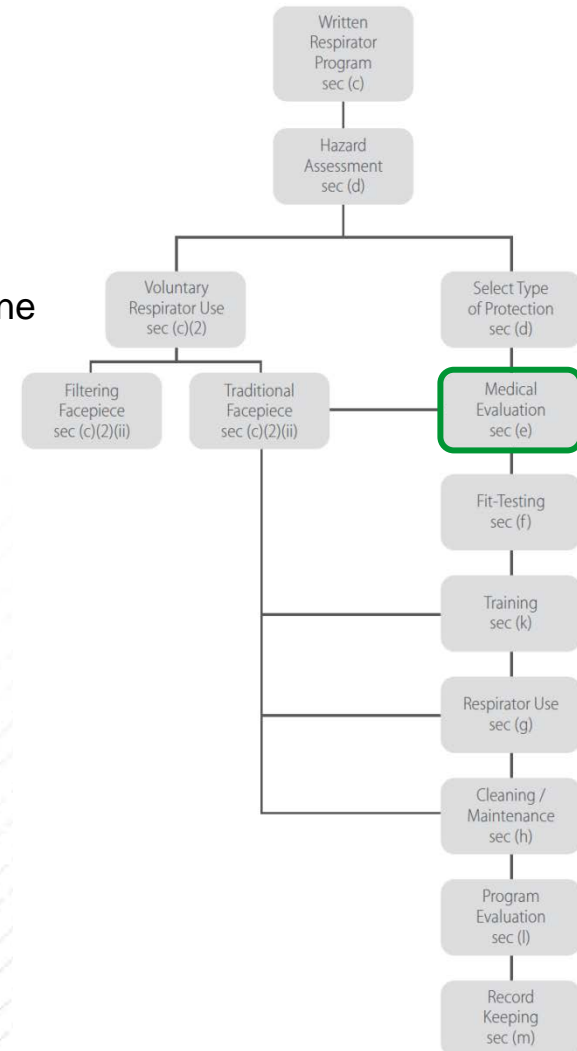 Written
Respirator
Program
sec (c)
Hazard
Assessment
sec (d)
Voluntary
Respirator Use
sec (c)(2)
Select Type
of Protection
sec (d)
ne
Filtering
Facepiece
sec (c)(2)(ii)
Traditional
Facepiece
sec (c)(2)(ii)
Medical
Evaluation
sec (e)
Fit-Testing
sec (f)
Training
sec (k)
Respirator Use
sec (g)
Cleaning /
Maintenance
sec (h)
Program
Evaluation
sec (l)
Record
Keeping
sec (m)